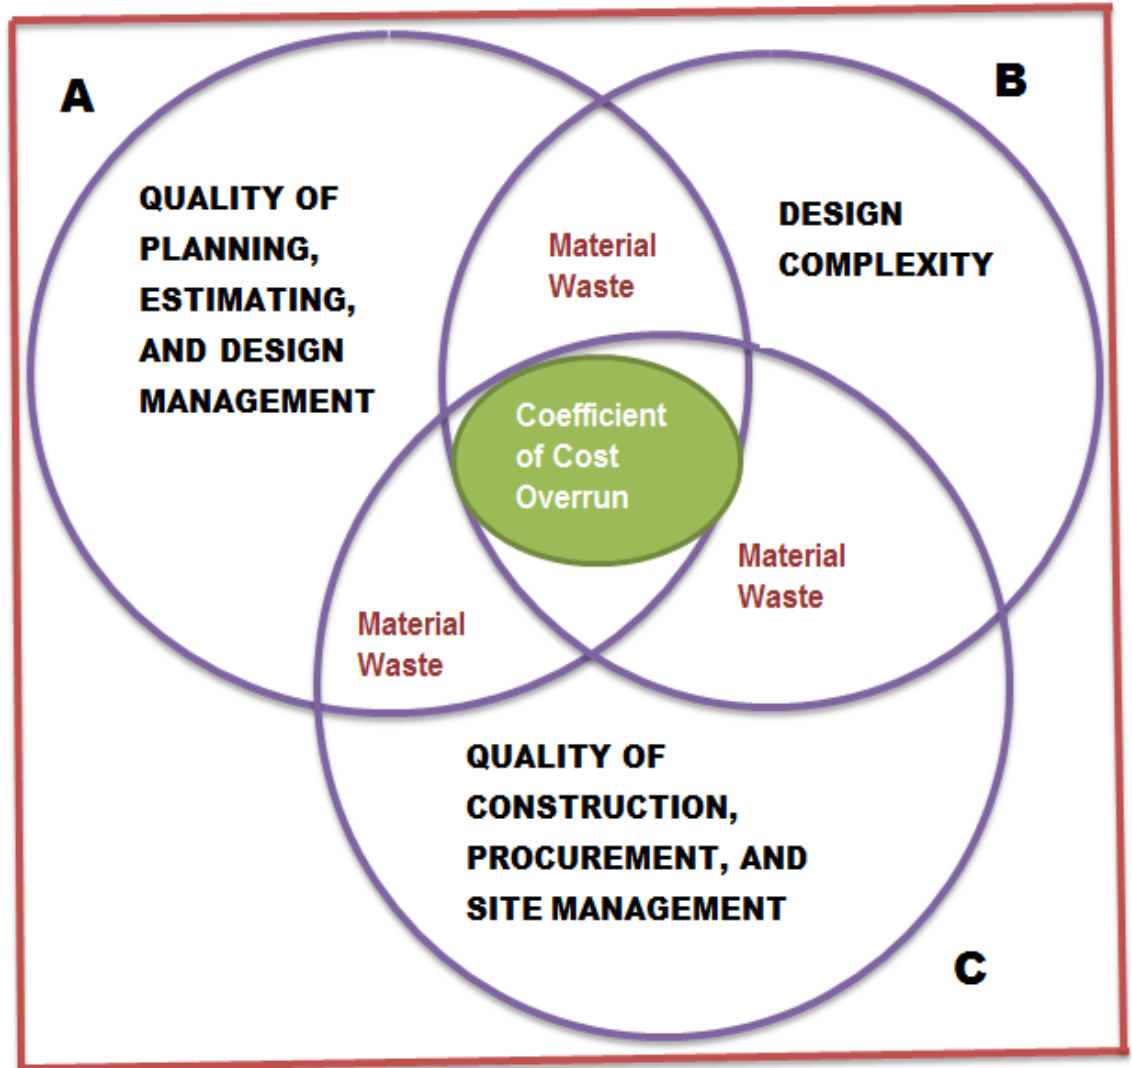 A
B
QUALITY OF
PLANNING,
ESTIMATING,
AND DESIGN
MANAGEMENT
Material
Waste
DESIGN
COMPLEXITY
Coefficient
of Cost
Overrun
Material
Waste
Material
Waste
QUALITY OF
CONSTRUCTION,
PROCUREMENT, AND
SITE MANAGEMENT
C